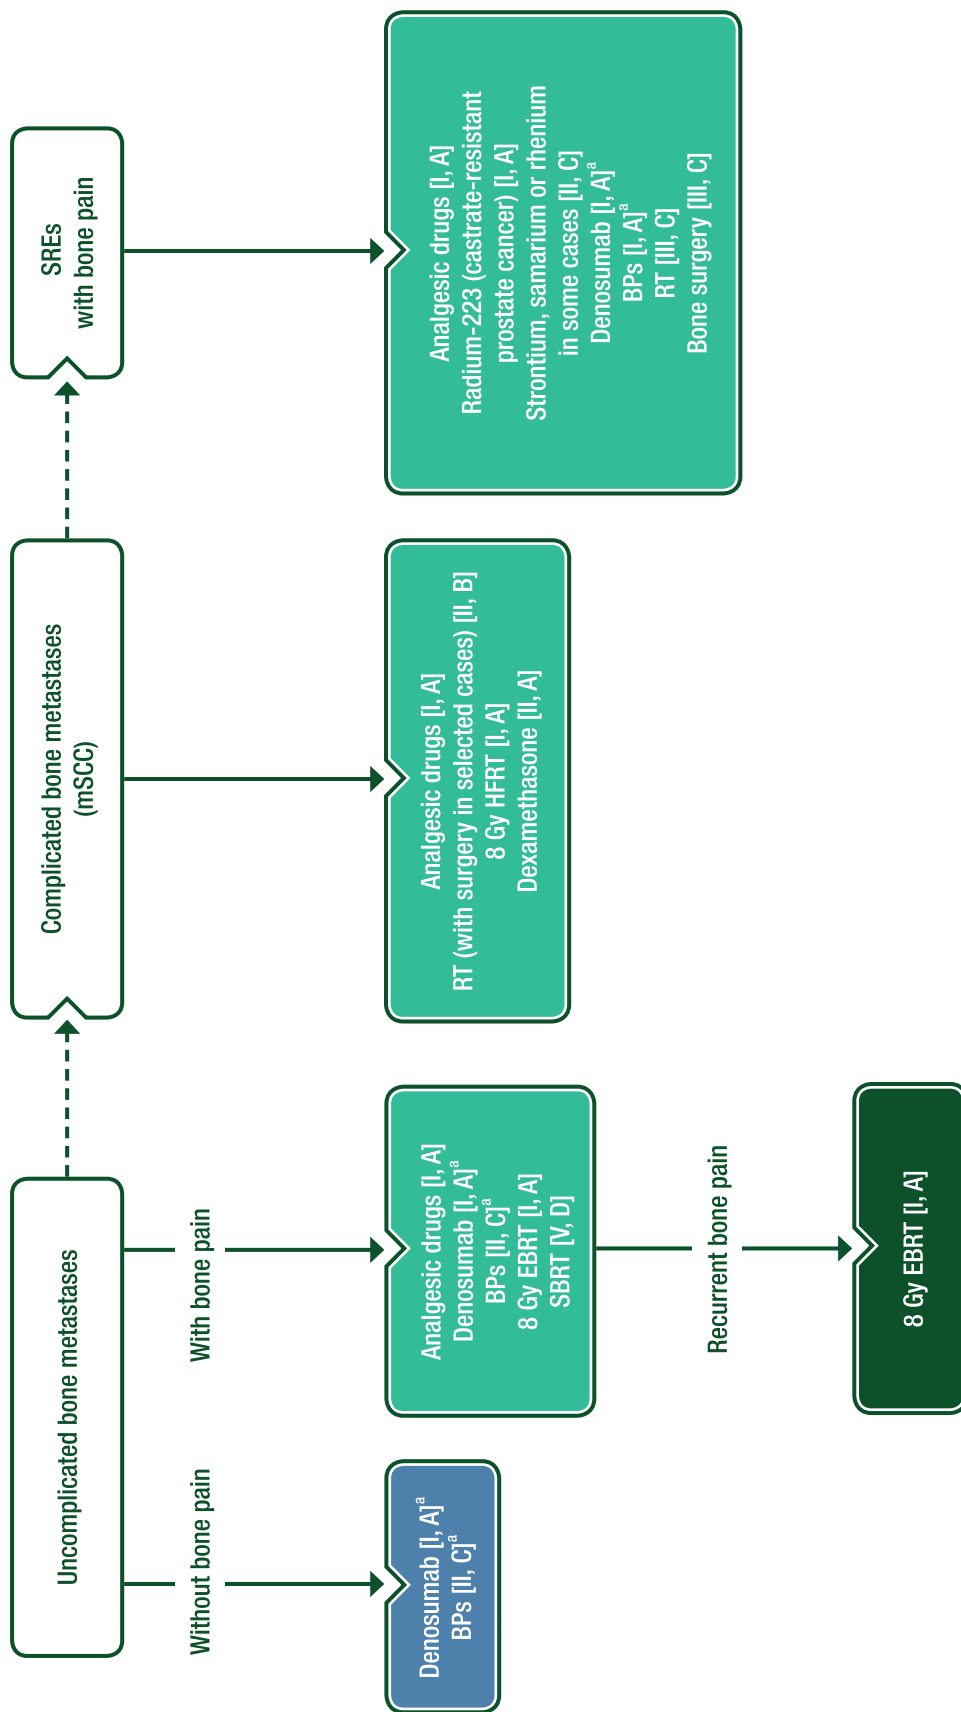 Uncomplicated bone metastases
Complicated bone metastases
(mSCC)
SREs
with bone pain
Without bone pain
With bone pain
Denosumab [I, A]a
BPs [II, C]a
Analgesic drugs [I, A]
Denosumab [I, A]a
BPs [II, C]a
8 Gy EBRT [I, A]
SBRT [V, D]
Analgesic drugs [I, A]
RT (with surgery in selected cases) [II, B]
8 Gy HFRT [I, A]
Dexamethasone [II, A]
Analgesic drugs [I, A]
Radium-223 (castrate-resistant
prostate cancer) [I, A]
Strontium, samarium or rhenium
in some cases [II, C]
Denosumab [I, A]a
BPs [I, A]a
RT [III, C]
Bone surgery [III, C]
Recurrent bone pain
8 Gy EBRT [I, A]